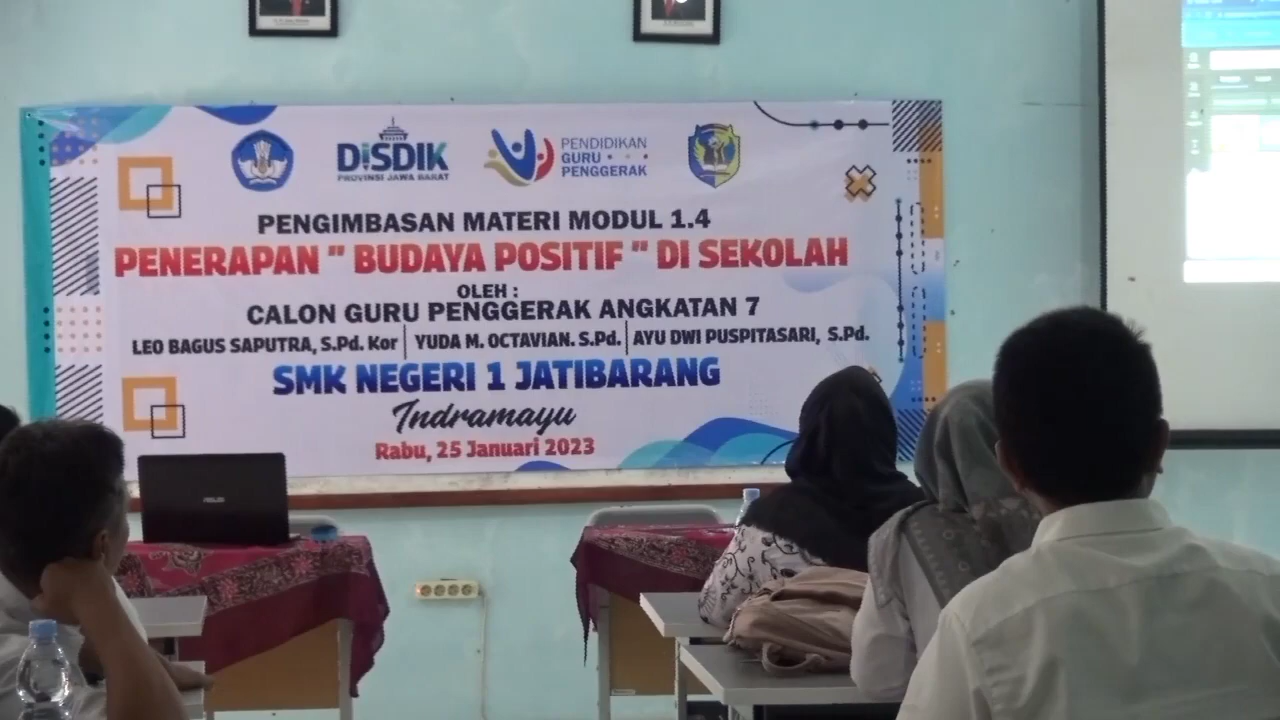 DISDIK
PROVINSI JAWA BARAT
PENDIDIKAN
GURU
PENGGERAK
PENGIMBASAN MATERI MODUL 1.4
PENERAPAN " BUDAYA POSITIF " DI SEKOLAH
OLEH :
CALON GURU PENGGERAK ANGKATAN 7
LEO BAGUS SAPUTRA, S.Pd. Kor YUDA M. OCTAVIAN. S.Pd. AYU DWI PUSPITASARI, S.Pd.
SMK NEGERI 1 JATIBARANG
Indramayu
Rabu, 25 Januari 2023
ASUS